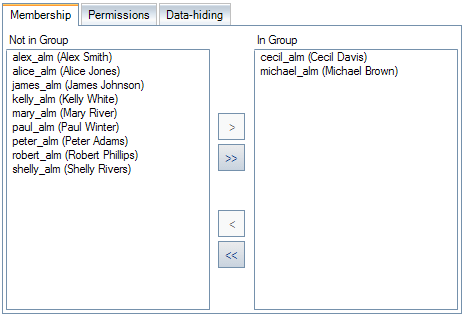 Membership Permissions Data-hiding
Not in Group
alex_alm (Alex Smith)
alice_alm (Alice Jones)
james_alm (James Johnson)
kelly_alm (Kelly White)
mary_alm (Mary River)
paul_alm (Paul Winter)
peter_alm (Peter Adams)
robert_alm (Robert Phillips)
shelly_alm (Shelly Rivers)
>
>>
<
<<
In Group
cecil_alm (Cecil Davis)
michael_alm (Michael Brown)